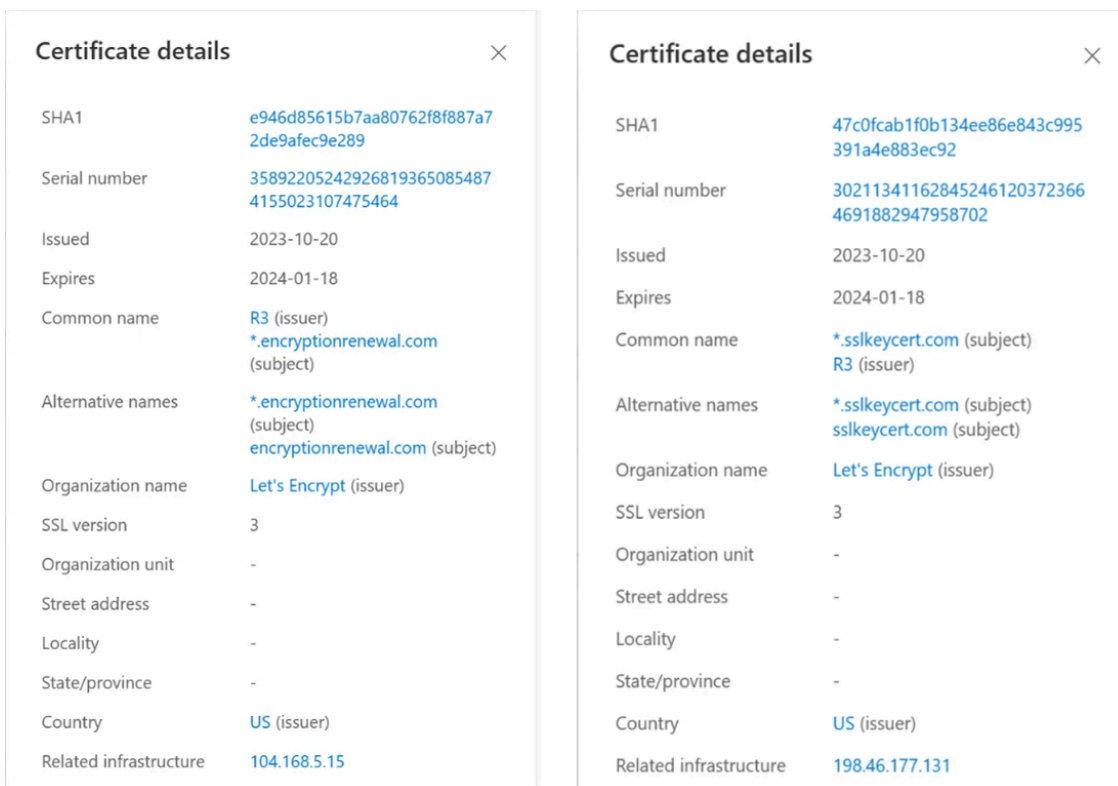 Certificate details
SHA1
e946d85615b7aa80762f8f887a7
2de9afec9e289
Serial number
35892205242926819365085487
4155023107475464
Issued
2023-10-20
Expires
2024-01-18
Common name
R3 (issuer)
*.encryptionrenewal.com
(subject)
Alternative names
*.encryptionrenewal.com
(subject)
encryptionrenewal.com (subject)
Organization name
Let's Encrypt (issuer)
SSL version
3
Organization unit
-
Street address
-
Locality
-
State/province
-
Country
US (issuer)
Related infrastructure
104.168.5.15
Certificate details
SHA1
47c0fcab1f0b134ee86e843c995
391a4e883ec92
Serial number
30211341162845246120372366
4691882947958702
Issued
2023-10-20
Expires
2024-01-18
Common name
*.sslkeycert.com (subject)
R3 (issuer)
Alternative names
*.sslkeycert.com (subject)
sslkeycert.com (subject)
Organization name
Let's Encrypt (issuer)
SSL version
3
Organization unit
-
Street address
-
Locality
-
State/province
-
Country
US (issuer)
Related infrastructure
198.46.177.131